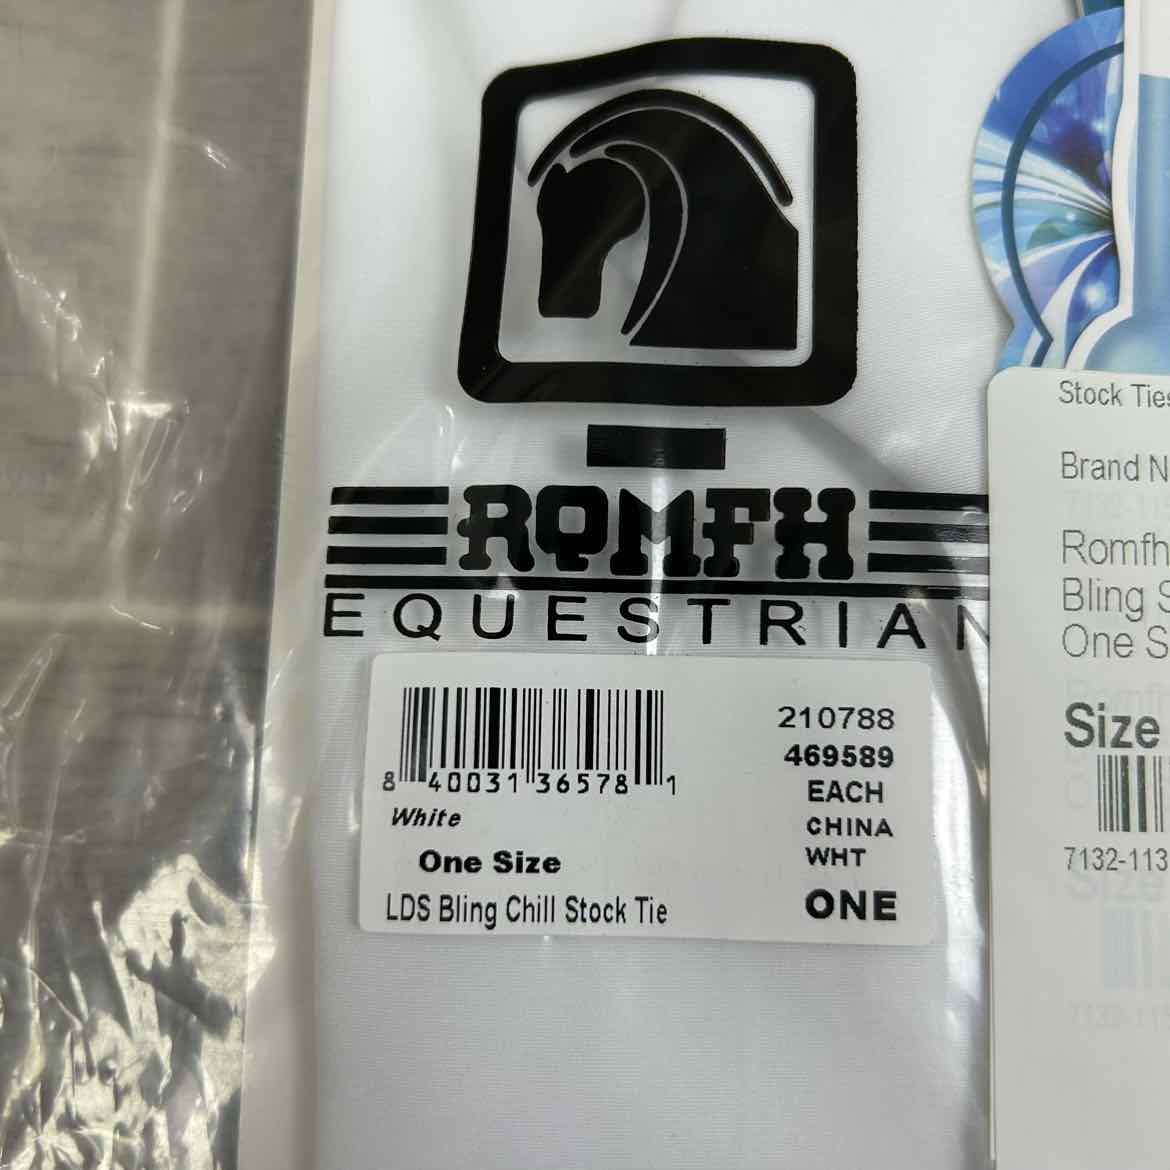 ROMFH
EQUESTRIAN
8 40031 36578 1
210788
469589
EACH
CHINA
WHT
ONE
White
One Size
LDS Bling Chill Stock Tie
Stock Ties
Brand N
Romfh
Bling S
One S
Size
7132-113